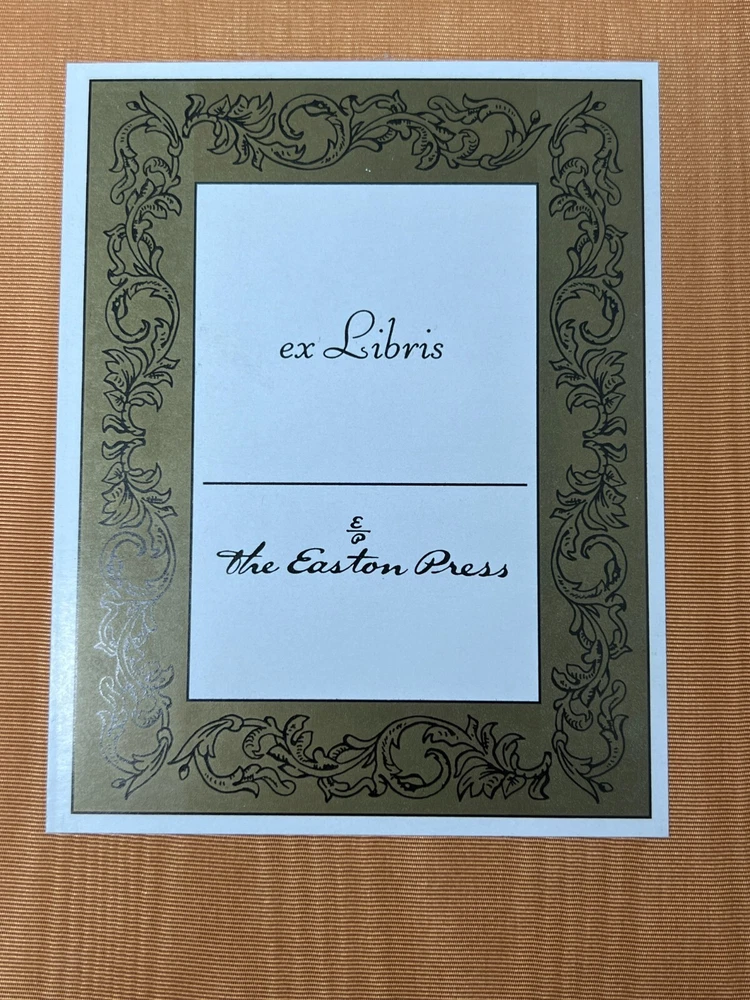 ex Libris
E
P
the Easton Press